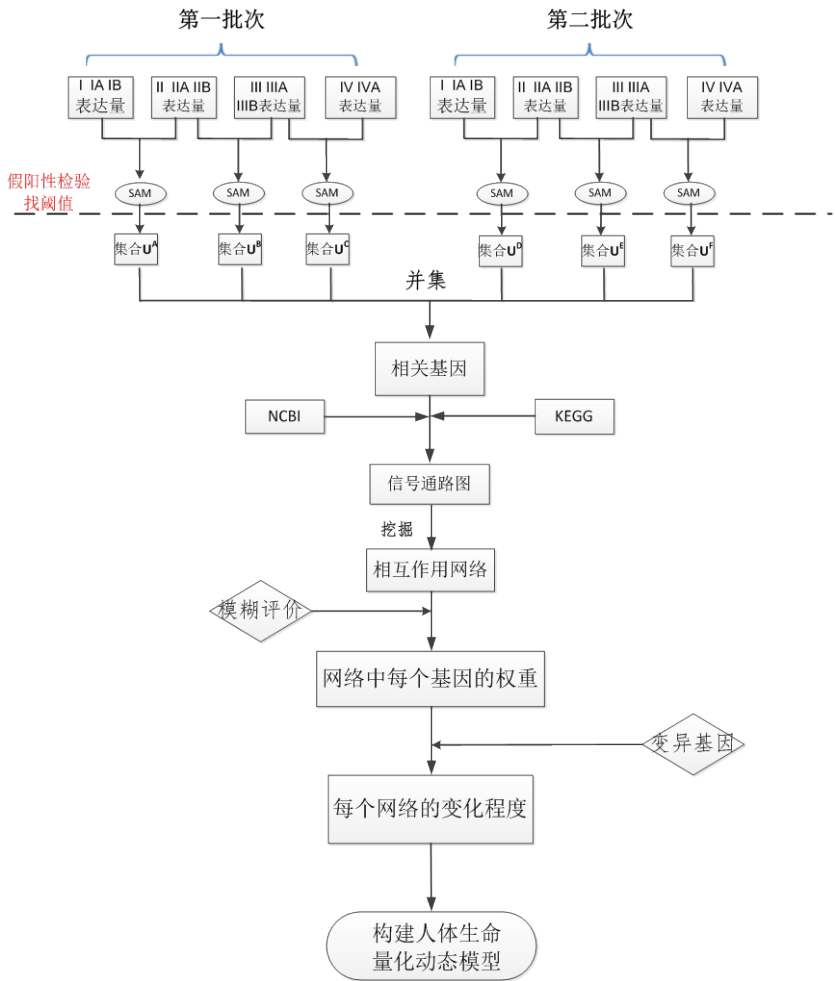 第一批次
第二批次
I IA IB
表达量
II IIA IIB
表达量
III IIIA
IIIB表达量
IV IVA
表达量
I IA IB
表达量
II IIA IIB
表达量
III IIIA
IIIB表达量
IV IVA
表达量
假阳性检验
找阈值
SAM
SAM
SAM
SAM
SAM
SAM
集合U^A
集合U^B
集合U^C
集合U^D
集合U^E
集合U^F
并集
相关基因
NCBI
KEGG
信号通路图
挖掘
相互作用网络
模糊评价
网络中每个基因的权重
变异基因
每个网络的变化程度
构建人体生命
量化动态模型